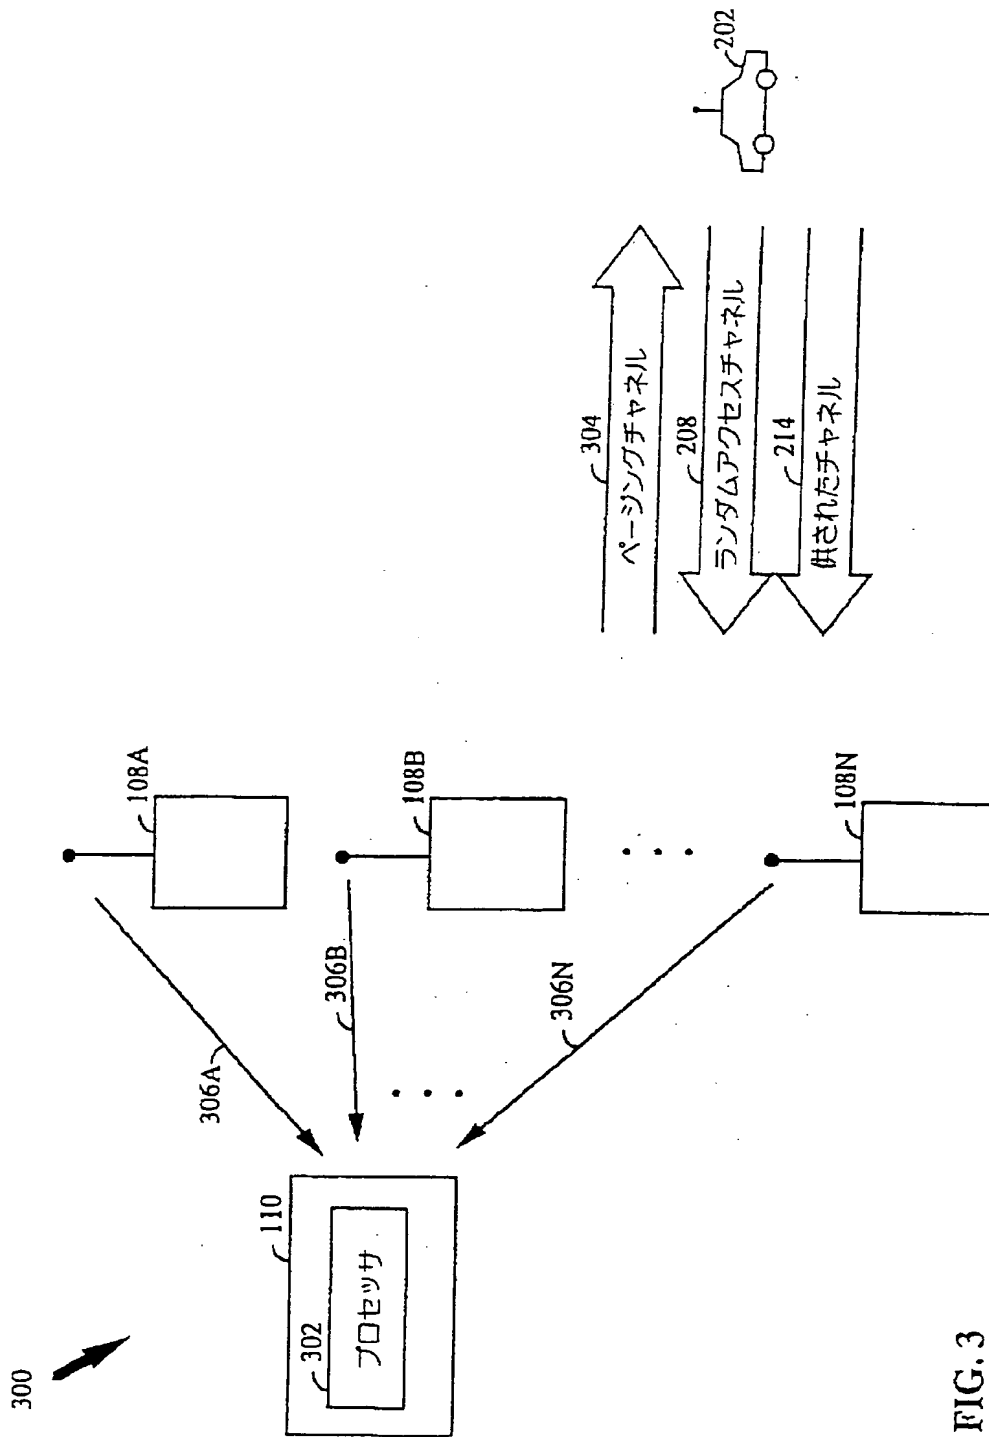 300
110
302
プロセッサ
306A
306B
306N
108A
108B
108N
304
ページングチャネル
208
ランダムアクセスチャネル
214
供されたチャネル
202
FIG. 3